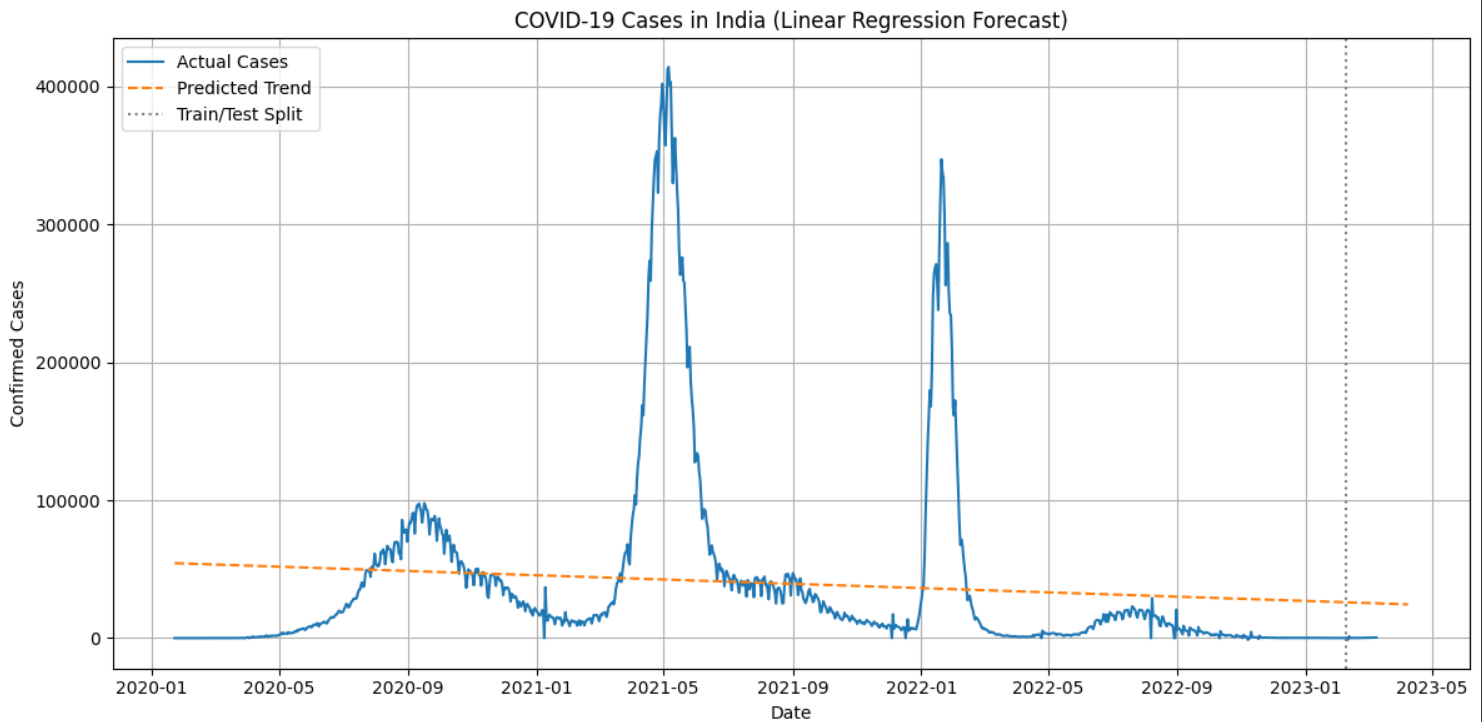 COVID-19 Cases in India (Linear Regression Forecast)
Actual Cases
Predicted Trend
Train/Test Split
400000
300000
200000
100000
0
Confirmed Cases
2020-01 2020-05 2020-09 2021-01 2021-05 2021-09 2022-01 2022-05 2022-09 2023-01 2023-05
Date